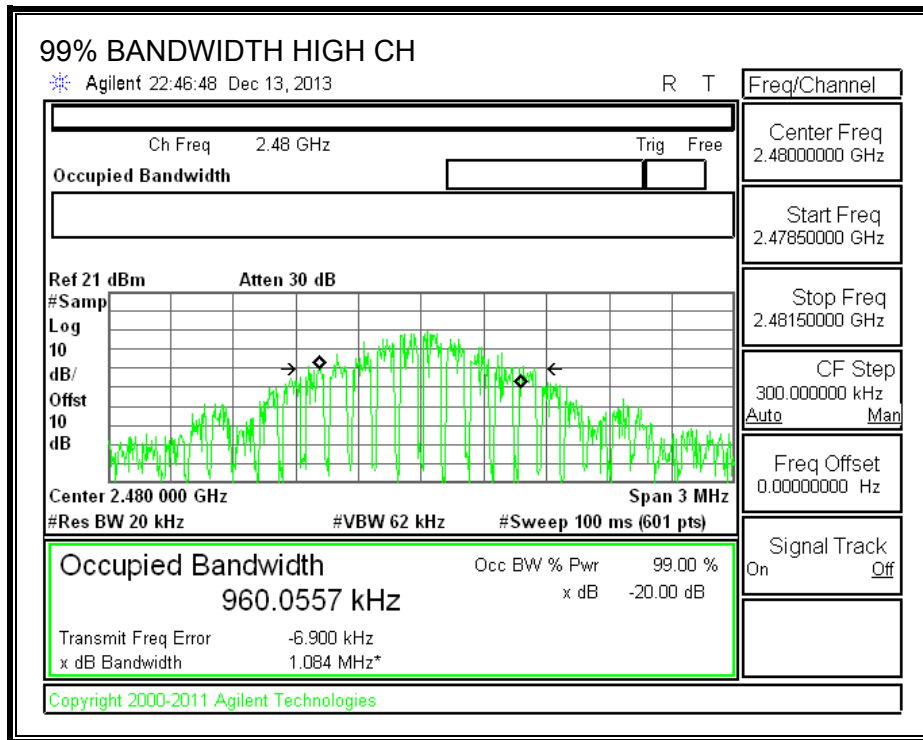 99% BANDWIDTH HIGH CH
Agilent 22:46:48 Dec 13, 2013 R T
Ch Freq 2.48 GHz Trig Free
Occupied Bandwidth
Ref 21 dBm Atten 30 dB
#Samp
Log
10
dB/
Offst
10
dB
Center 2.480 000 GHz Span 3 MHz
#Res BW 20 kHz #VBW 62 kHz #Sweep 100 ms (601 pts)
Occupied Bandwidth Occ BW % Pwr 99.00 %
960.0557 kHz x dB -20.00 dB
Transmit Freq Error -6.900 kHz
x dB Bandwidth 1.084 MHz*
Copyright 2000-2011 Agilent Technologies
Freq/Channel
Center Freq
2.48000000 GHz
Start Freq
2.47850000 GHz
Stop Freq
2.48150000 GHz
CF Step
300.000000 kHz
Auto Man
Freq Offset
0.00000000 Hz
Signal Track
On Off